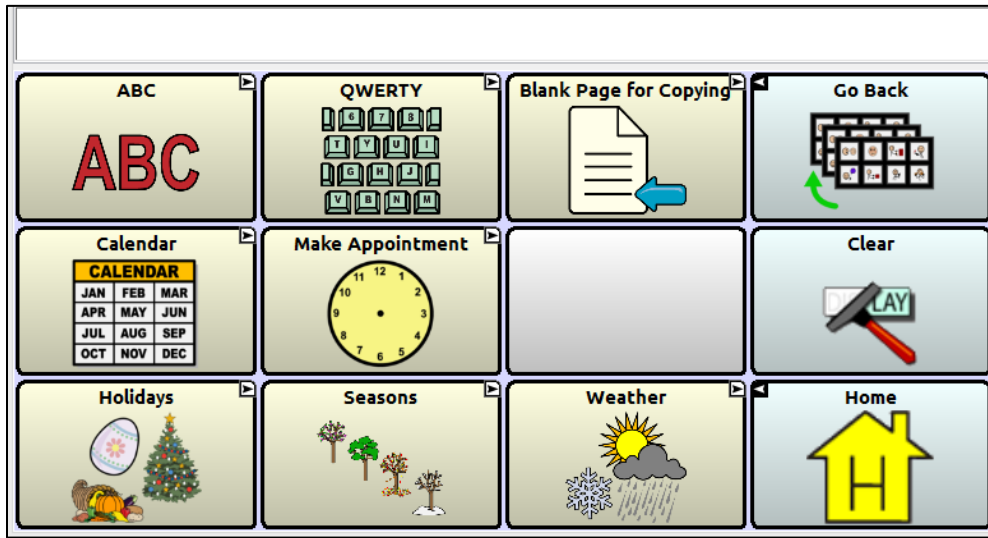 ABC
QWERTY
Blank Page for Copying
Go Back
ABC
6 7 8
T Y U I
G H J
V B N M
Calendar
Make Appointment
Clear
CALENDAR
JAN FEB MAR
APR MAY JUN
JUL AUG SEP
OCT NOV DEC
12
11 1
10 2
9 3
8 4
7 6 5
LAY
Holidays
Seasons
Weather
Home
H